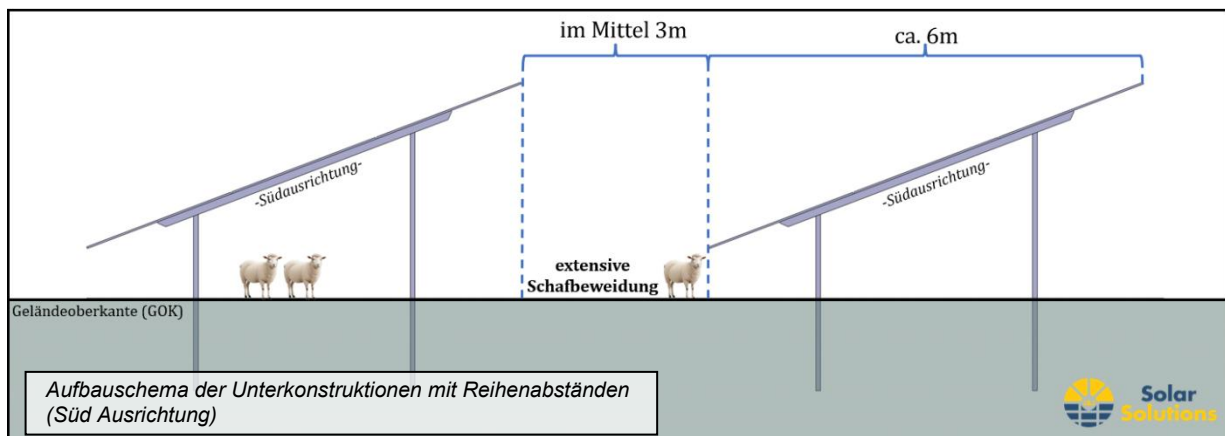 im Mittel 3m
ca. 6m
-Südausrichtung-
-Südausrichtung-
extensive
Schafbeweidung
Geländeoberkante (GOK)
Aufbauschema der Unterkonstruktionen mit Reihenabständen
(Süd Ausrichtung)
Solar
Solutions